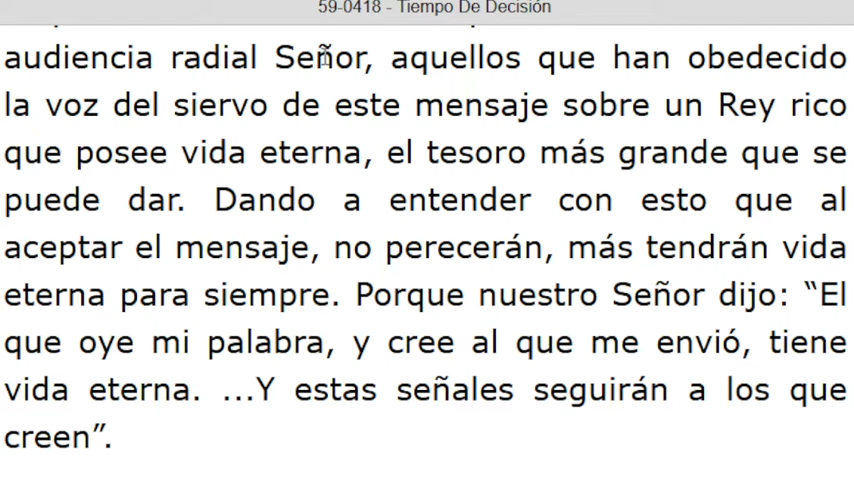 59-0418 - Tiempo De Decisión
audiencia radial Señor, aquellos que han obedecido
la voz del siervo de este mensaje sobre un Rey rico
que posee vida eterna, el tesoro más grande que se
puede dar. Dando a entender con esto que al
aceptar el mensaje, no perecerán, más tendrán vida
eterna para siempre. Porque nuestro Señor dijo: “El
que oye mi palabra, y cree al que me envió, tiene
vida eterna. ...Y estas señales seguirán a los que
creen”.